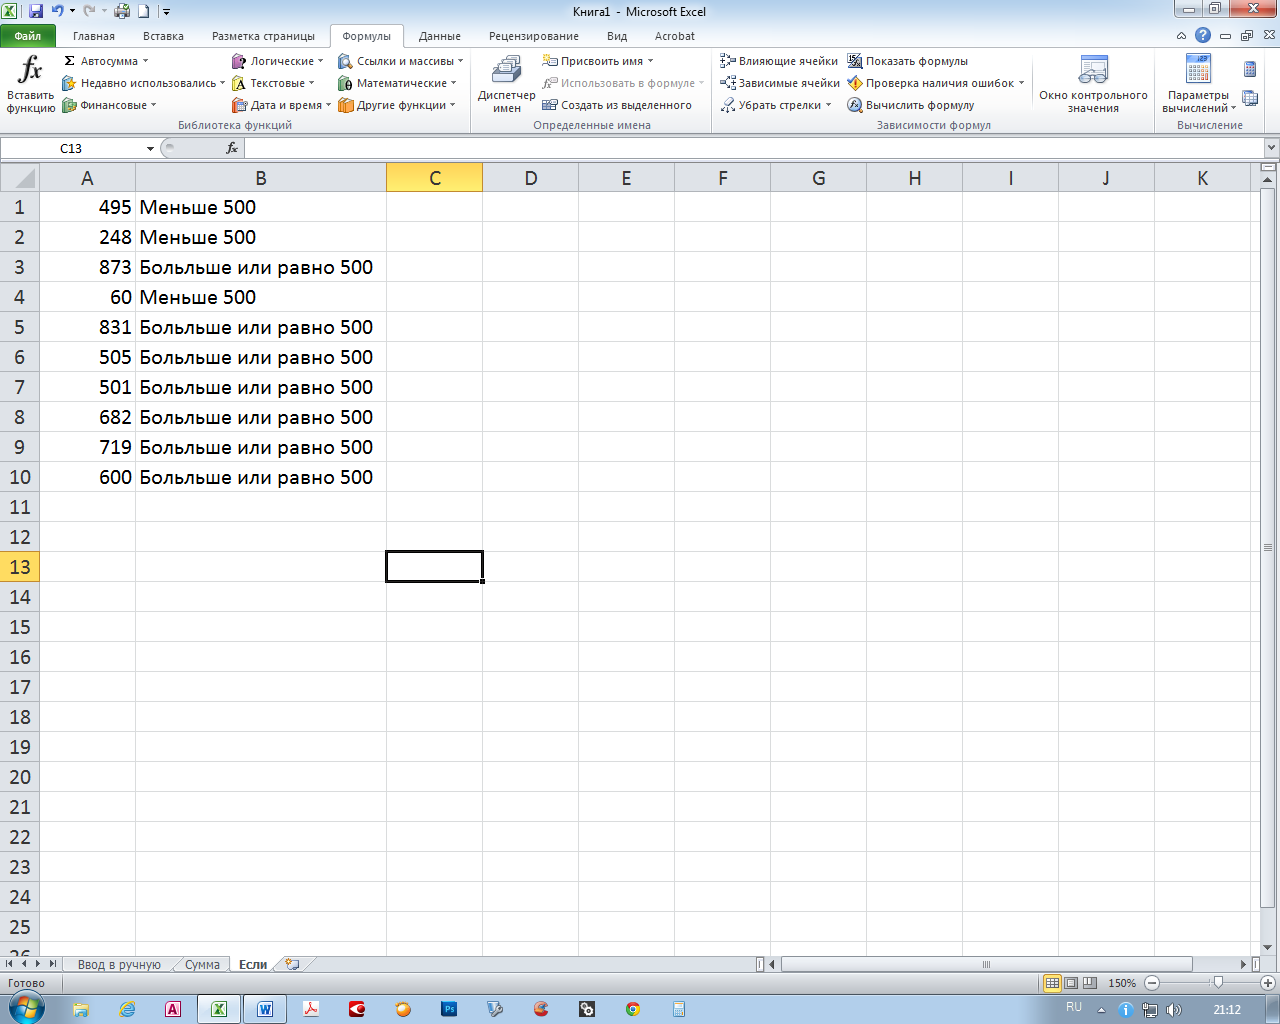 Книга1 - Microsoft Excel
Файл Главная Вставка Разметка страницы Формулы Данные Рецензирование Вид Acrobat
fx Вставить функцию
Σ Автосумма
Недавно использовались
Финансовые
Логические
Текстовые
Дата и время
Ссылки и массивы
Математические
Другие функции
Библиотека функций
Диспетчер имен
Присвоить имя
Использовать в формуле
Создать из выделенного
Определенные имена
Влияющие ячейки
Зависимые ячейки
Убрать стрелки
Показать формулы
Проверка наличия ошибок
Вычислить формулу
Зависимости формул
Окно контрольного значения
Параметры вычислений
Вычисление
C13 fx
A B C D E F G H I J K
1 495 Меньше 500
2 248 Меньше 500
3 873 Больльше или равно 500
4 60 Меньше 500
5 831 Больльше или равно 500
6 505 Больльше или равно 500
7 501 Больльше или равно 500
8 682 Больльше или равно 500
9 719 Больльше или равно 500
10 600 Больльше или равно 500
11
12
13
14
15
16
17
18
19
20
21
22
23
24
25
26
Ввод в ручную Сумма Если
Готово 150%
RU 21:12